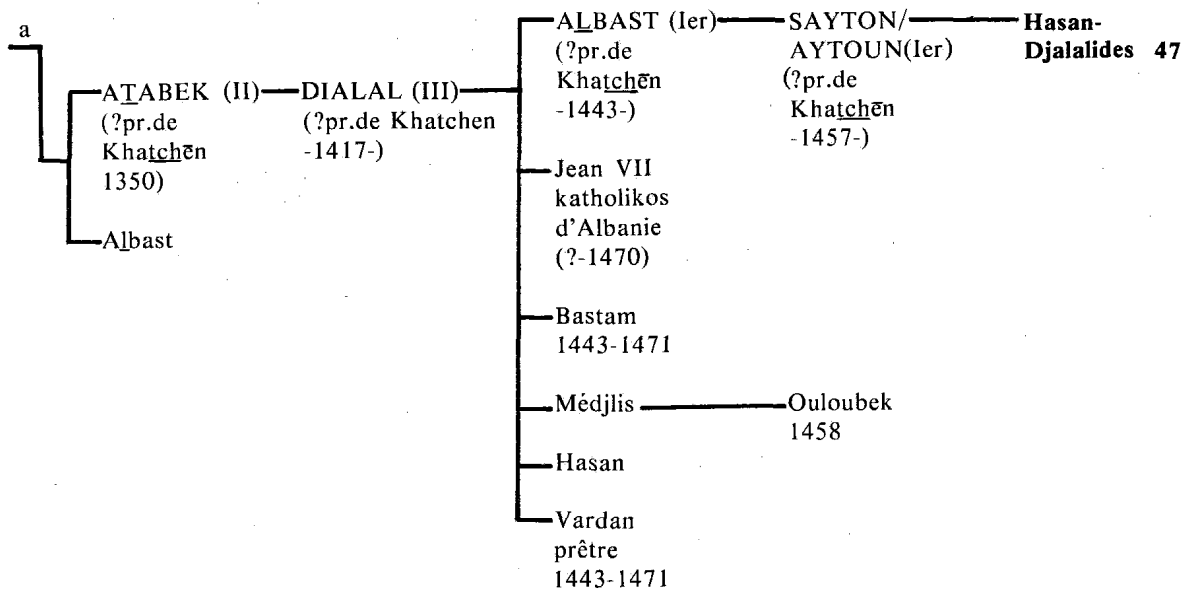 a
ATABEK (II)
(?pr.de
Khatchēn
1350)
Albast
DIALAL (III)
(?pr.de Khatchen
-1417-)
ALBAST (Ier)
(?pr.de
Khatchēn
-1443-)
Jean VII
katholikos
d'Albanie
(?-1470)
Bastam
1443-1471
Médjlis
Hasan
Vardan
prêtre
1443-1471
SAYTON/
AYTOUN(Ier)
(?pr.de
Khatchēn
-1457-)
Ouloubek
1458
Hasan-
Djalalides 47